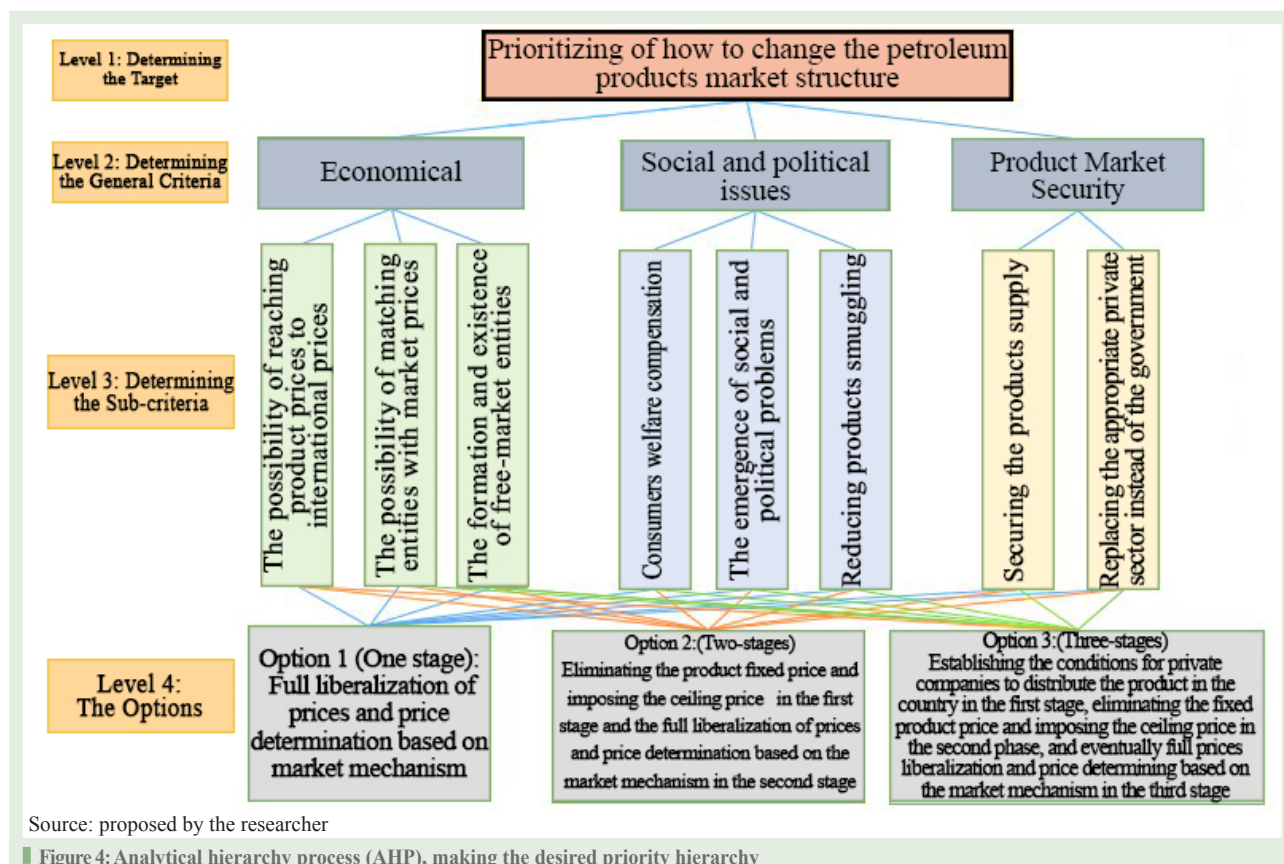 Level 1: Determining
the Target
Prioritizing of how to change the petroleum
products market structure
Level 2: Determining
the General Criteria
Economical
Social and political
issues
Product Market
Security
Level 3: Determining
the Sub-criteria
The possibility of reaching
product prices to
international prices
The possibility of matching
entities with market prices
The formation and existence
of free-market entities
Consumers welfare compensation
The emergence of social and
political problems
Reducing products smuggling
Securing the products supply
Replacing the appropriate private
sector instead of the government
Level 4:
The Options
Option 1 (One stage):
Full liberalization of
prices and price
determination based on
market mechanism
Option 2:(Two-stages)
Eliminating the product fixed price and
imposing the ceiling price in the first
stage and the full liberalization of prices
and price determination based on the
market mechanism in the second stage
Option 3:(Three-stages)
Establishing the conditions for private
companies to distribute the product in the
country in the first stage, eliminating the fixed
product price and imposing the ceiling price in
the second phase, and eventually full prices
liberalization and price determining based on
the market mechanism in the third stage
Source: proposed by the researcher
Figure 4: Analytical hierarchy process (AHP), making the desired priority hierarchy